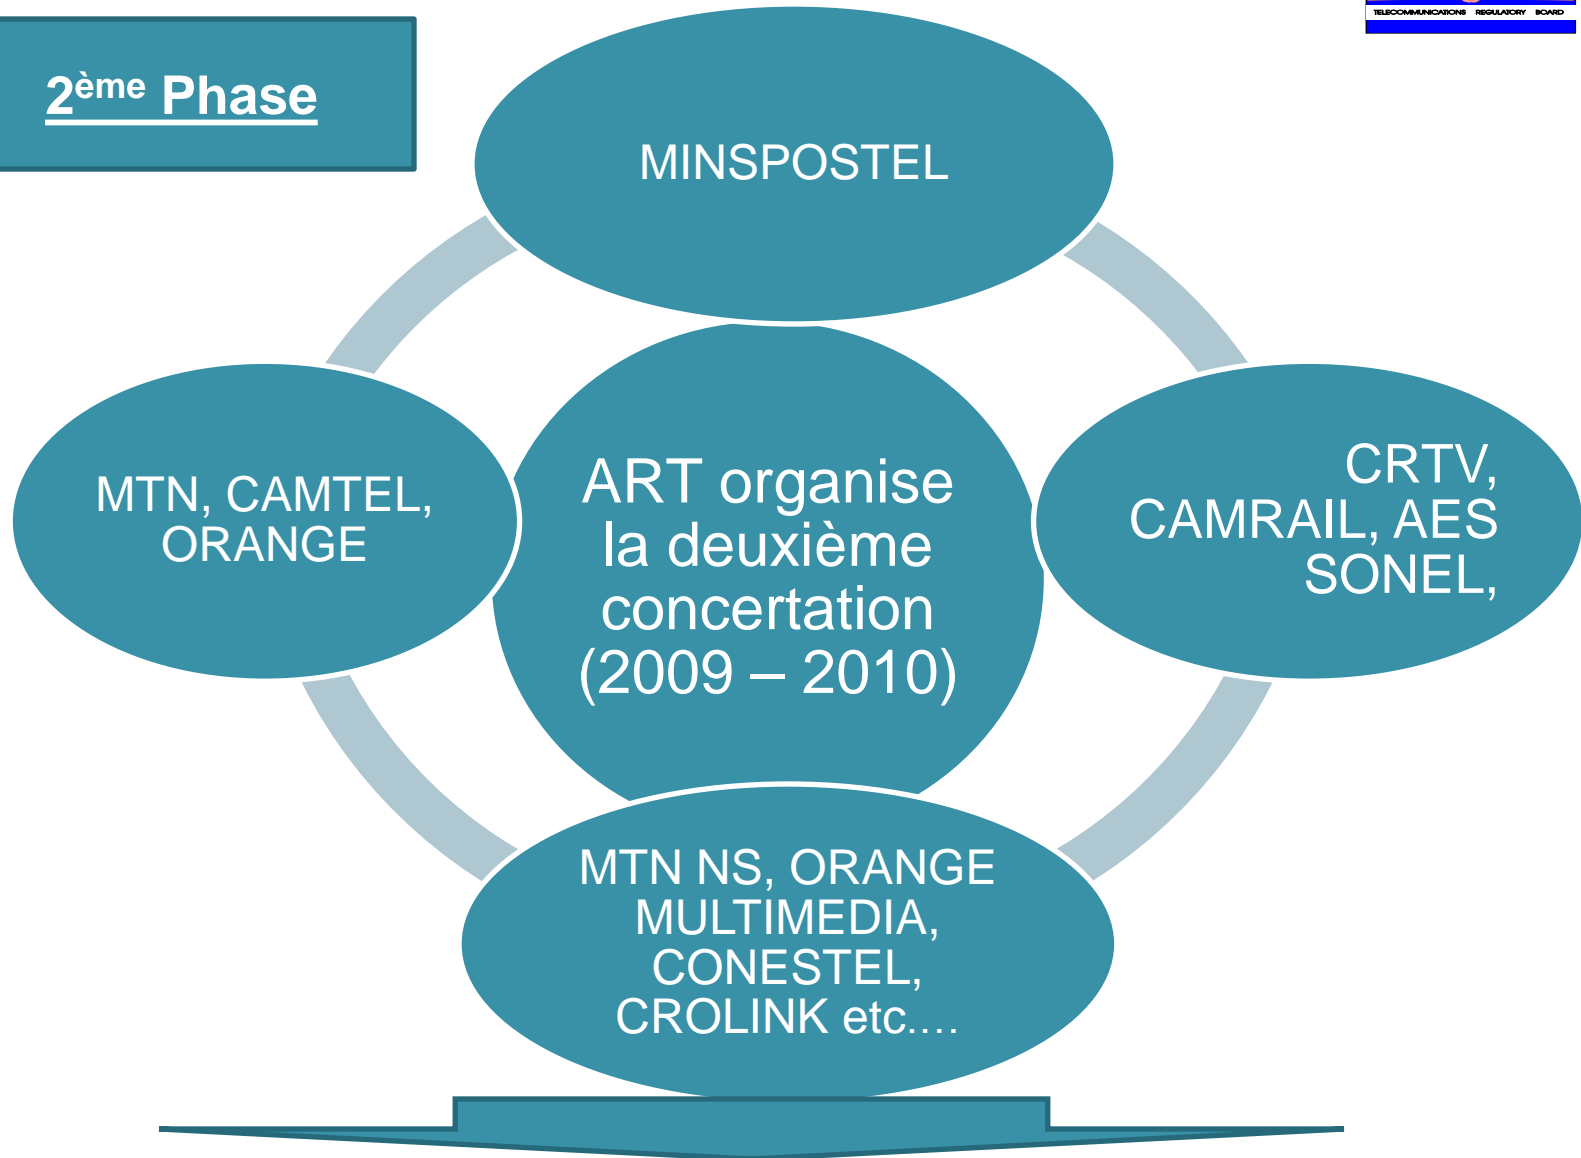 TELECOMMUNICATIONS REGULATORY BOARD
2ème Phase
MINSPOSTEL
MTN, CAMTEL,
ORANGE
ART organise
la deuxième
concertation
(2009 – 2010)
CRTV,
CAMRAIL, AES
SONEL,
MTN NS, ORANGE
MULTIMEDIA,
CONESTEL,
CROLINK etc.…